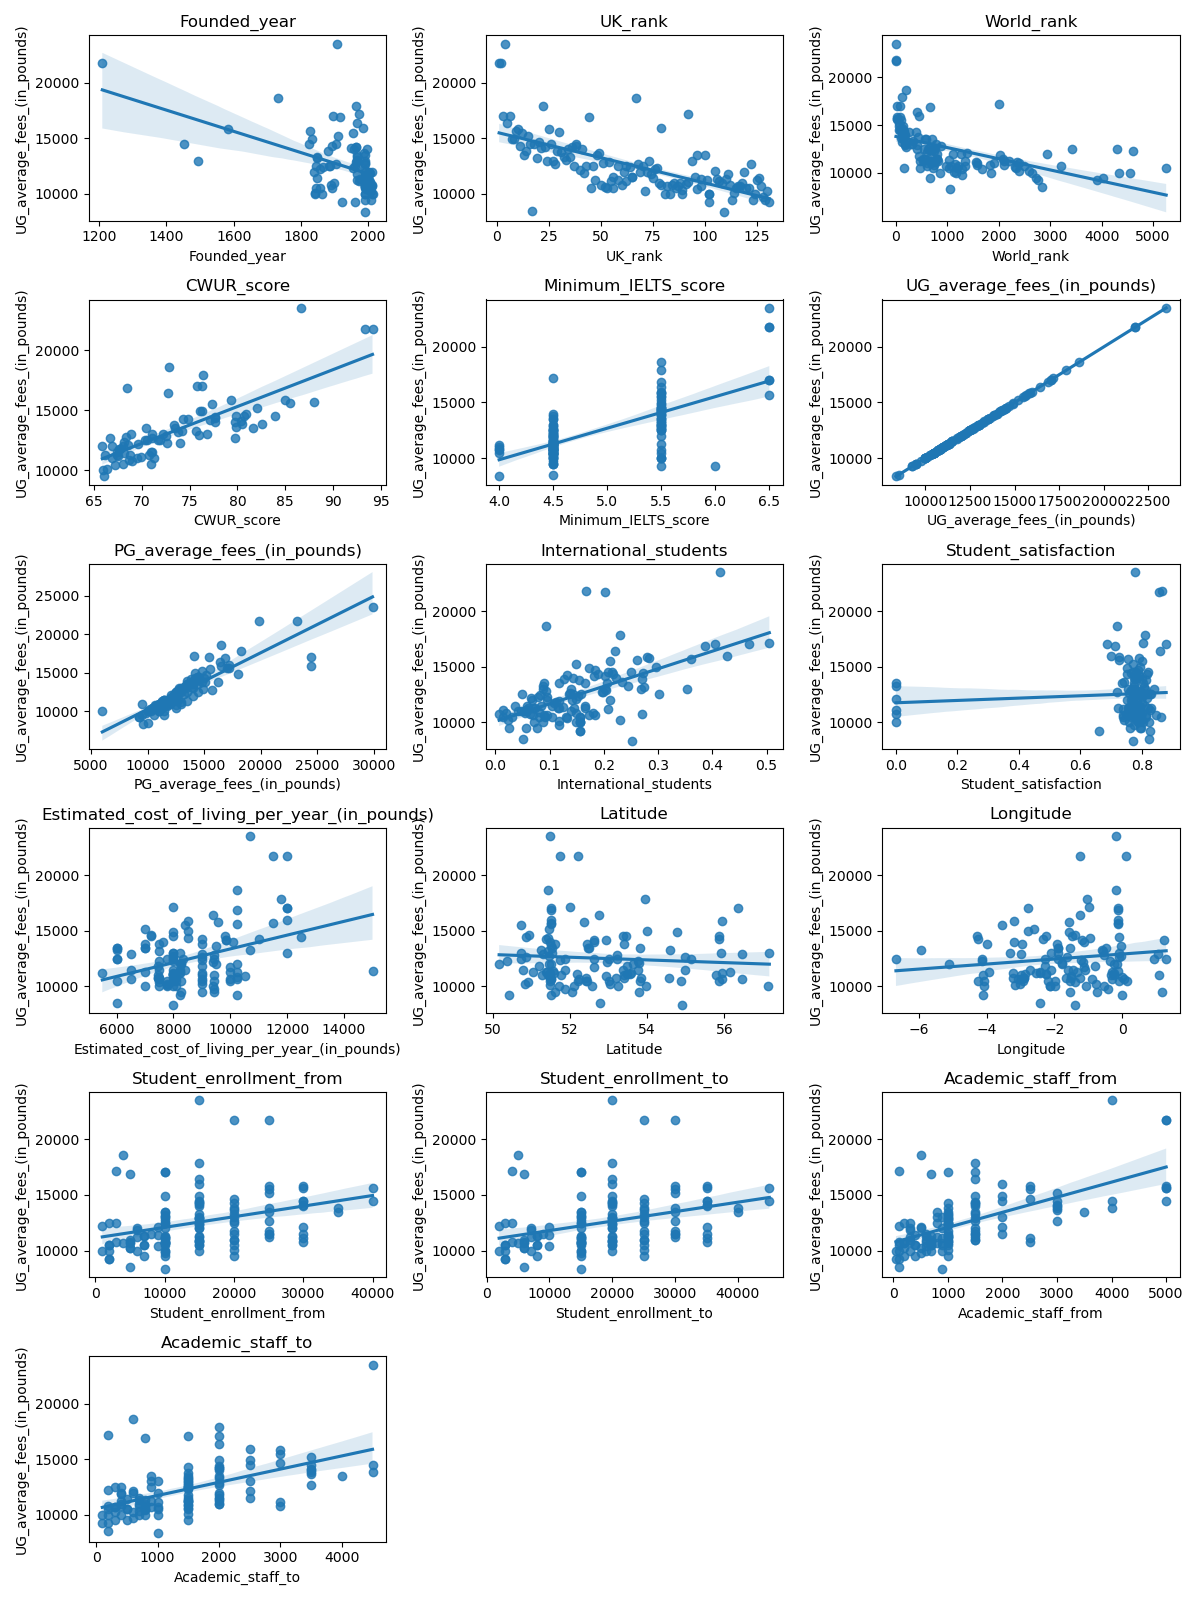 Founded_year
UG_average_fees_(in_pounds)
20000
15000
10000
1200 1400 1600 1800 2000
Founded_year
UK_rank
UG_average_fees_(in_pounds)
20000
15000
10000
0 25 50 75 100 125
UK_rank
World_rank
UG_average_fees_(in_pounds)
20000
15000
10000
0 1000 2000 3000 4000 5000
World_rank
CWUR_score
UG_average_fees_(in_pounds)
20000
15000
10000
65 70 75 80 85 90 95
CWUR_score
Minimum_IELTS_score
UG_average_fees_(in_pounds)
20000
15000
10000
4.0 4.5 5.0 5.5 6.0 6.5
Minimum_IELTS_score
UG_average_fees_(in_pounds)
UG_average_fees_(in_pounds)
20000
15000
10000
10000 12500 15000 17500 20000 22500
UG_average_fees_(in_pounds)
PG_average_fees_(in_pounds)
UG_average_fees_(in_pounds)
25000
20000
15000
10000
5000 10000 15000 20000 25000 30000
PG_average_fees_(in_pounds)
International_students
UG_average_fees_(in_pounds)
20000
15000
10000
0.0 0.1 0.2 0.3 0.4 0.5
International_students
Student_satisfaction
UG_average_fees_(in_pounds)
20000
15000
10000
0.0 0.2 0.4 0.6 0.8
Student_satisfaction
Estimated_cost_of_living_per_year_(in_pounds)
UG_average_fees_(in_pounds)
20000
15000
10000
6000 8000 10000 12000 14000
Estimated_cost_of_living_per_year_(in_pounds)
Latitude
UG_average_fees_(in_pounds)
20000
15000
10000
50 52 54 56
Latitude
Longitude
UG_average_fees_(in_pounds)
20000
15000
10000
−6 −4 −2 0
Longitude
Student_enrollment_from
UG_average_fees_(in_pounds)
20000
15000
10000
0 10000 20000 30000 40000
Student_enrollment_from
Student_enrollment_to
UG_average_fees_(in_pounds)
20000
15000
10000
0 10000 20000 30000 40000
Student_enrollment_to
Academic_staff_from
UG_average_fees_(in_pounds)
20000
15000
10000
0 1000 2000 3000 4000 5000
Academic_staff_from
Academic_staff_to
UG_average_fees_(in_pounds)
20000
15000
10000
0 1000 2000 3000 4000
Academic_staff_to